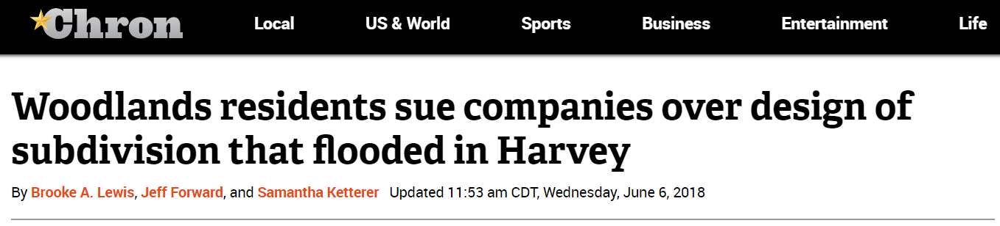 Chron Local US & World Sports Business Entertainment Life
Woodlands residents sue companies over design of
subdivision that flooded in Harvey
By Brooke A. Lewis, Jeff Forward, and Samantha Ketterer Updated 11:53 am CDT, Wednesday, June 6, 2018